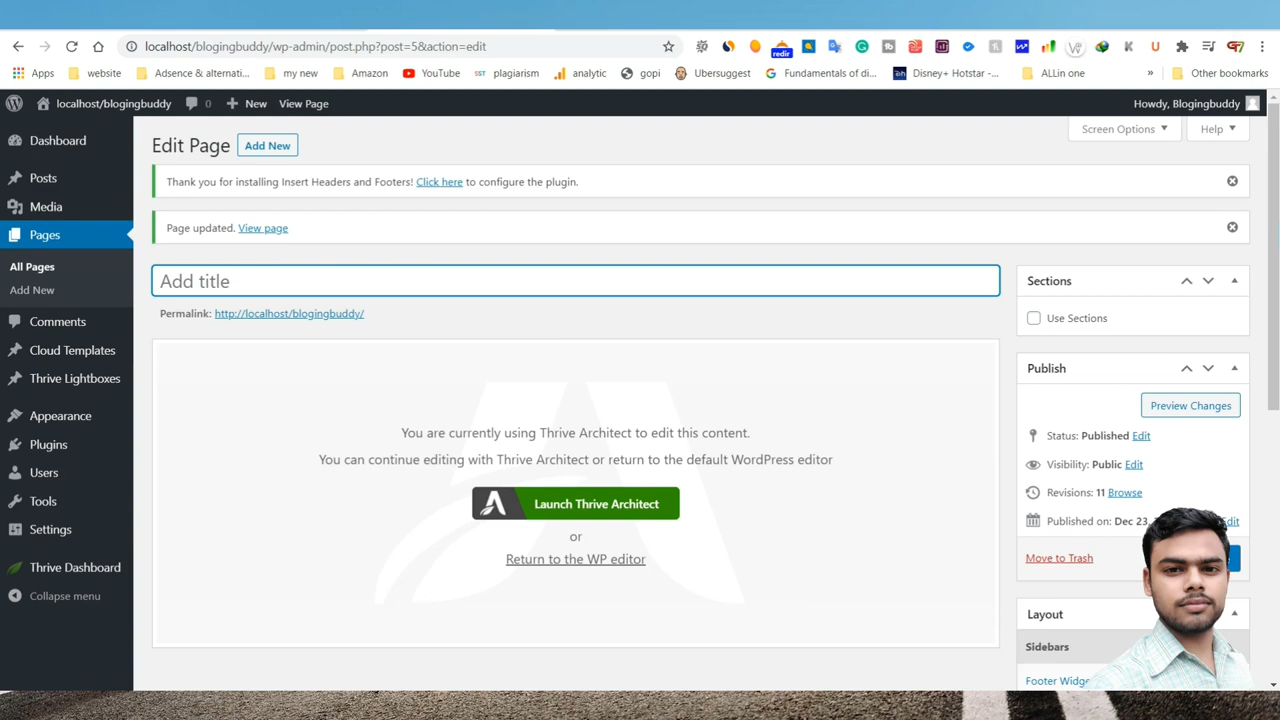 localhost/blogingbuddy/wp-admin/post.php?post=5&action=edit
redir
Apps website Adsence & alternati... my new Amazon YouTube SST plagiarism analytic gopi Ubersuggest Fundamentals of di... Disney+ Hotstar -... ALLin one » Other bookmarks
localhost/blogingbuddy 0 New View Page Howdy, Blogingbuddy
Screen Options Help
Dashboard
Posts
Media
Pages
All Pages
Add New
Comments
Cloud Templates
Thrive Lightboxes
Appearance
Plugins
Users
Tools
Settings
Thrive Dashboard
Collapse menu
Edit Page Add New
Thank you for installing Insert Headers and Footers! Click here to configure the plugin.
Page updated. View page
Add title
Permalink: http://localhost/blogingbuddy/
You are currently using Thrive Architect to edit this content.
You can continue editing with Thrive Architect or return to the default WordPress editor
Launch Thrive Architect
or
Return to the WP editor
Sections
Use Sections
Publish
Preview Changes
Status: Published Edit
Visibility: Public Edit
Revisions: 11 Browse
Published on: Dec 23, Edit
Move to Trash
Layout
Sidebars
Footer Widge